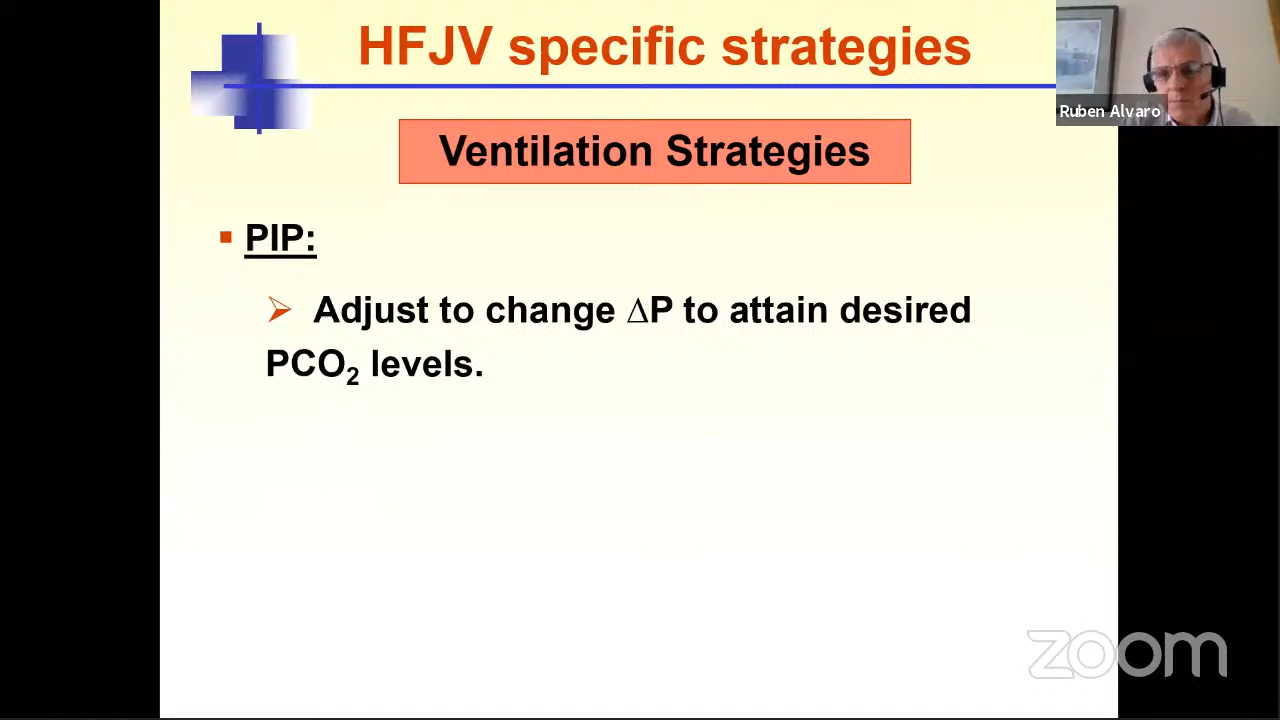 HFJV specific strategies
Ruben Alvaro
Ventilation Strategies
▪ PIP:
➢ Adjust to change ∆P to attain desired
PCO₂ levels.
zoom